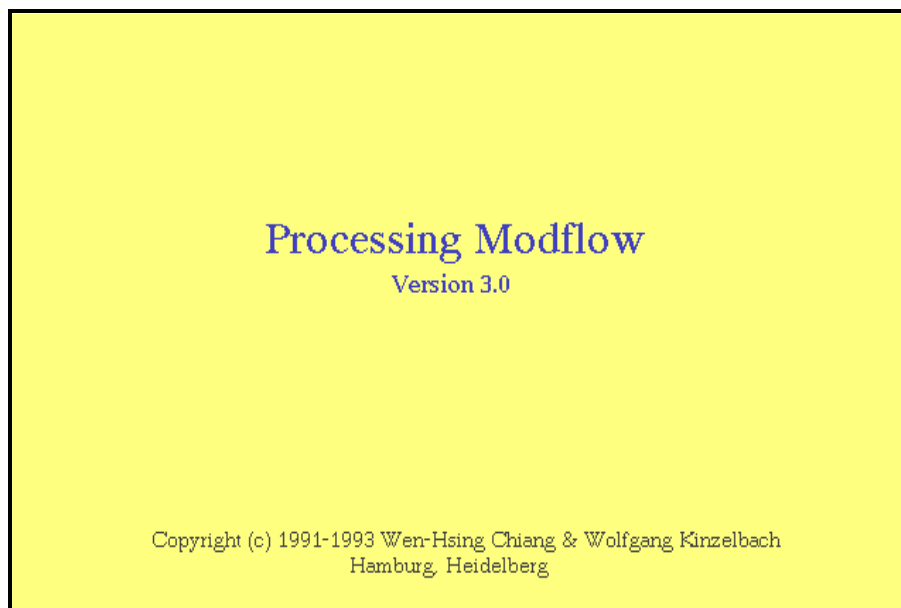 Processing Modflow
Version 3.0
Copyright (c) 1991-1993 Wen-Hsing Chiang & Wolfgang Kinzelbach
Hamburg, Heidelberg